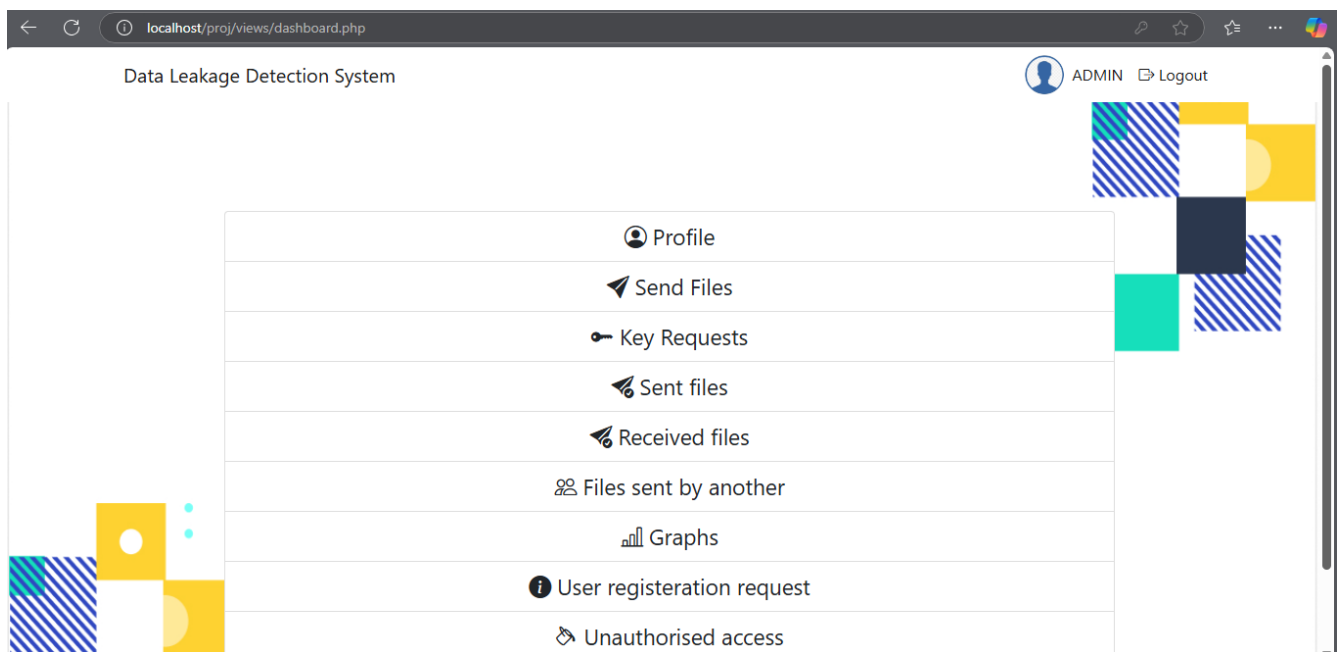 localhost/proj/views/dashboard.php
Data Leakage Detection System
ADMIN Logout
Profile
Send Files
Key Requests
Sent files
Received files
Files sent by another
Graphs
User registeration request
Unauthorised access